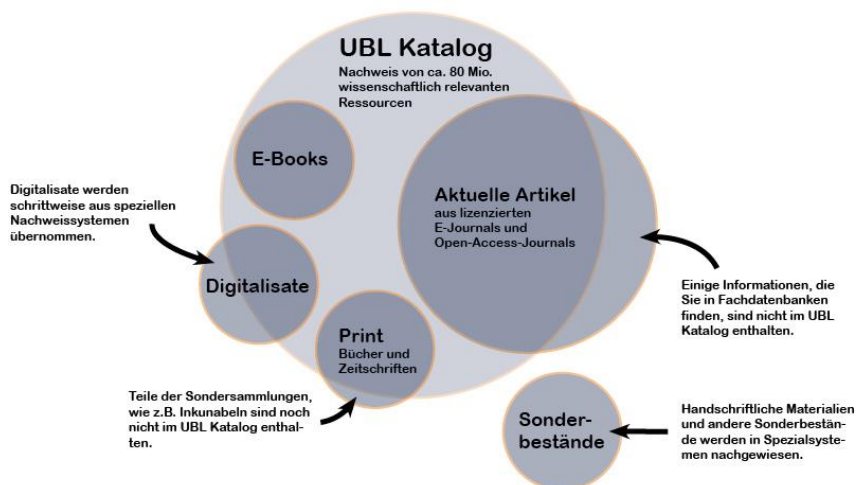 UBL Katalog
Nachweis von ca. 80 Mio.
wissenschaftlich relevanten
Ressourcen
E-Books
Aktuelle Artikel
aus lizenzierten
E-Journals und
Open-Access-Journals
Digitalisate werden
schrittweise aus speziellen
Nachweissystemen
übernommen.
Digitalisate
Einige Informationen, die
Sie in Fachdatenbanken
finden, sind nicht im UBL
Katalog enthalten.
Print
Bücher und
Zeitschriften
Teile der Sondersammlungen,
wie z.B. Inkunabeln sind noch
nicht im UBL Katalog enthal-
ten.
Sonder-
bestände
Handschriftliche Materialien
und andere Sonderbestän-
de werden in Spezialsyste-
men nachgewiesen.